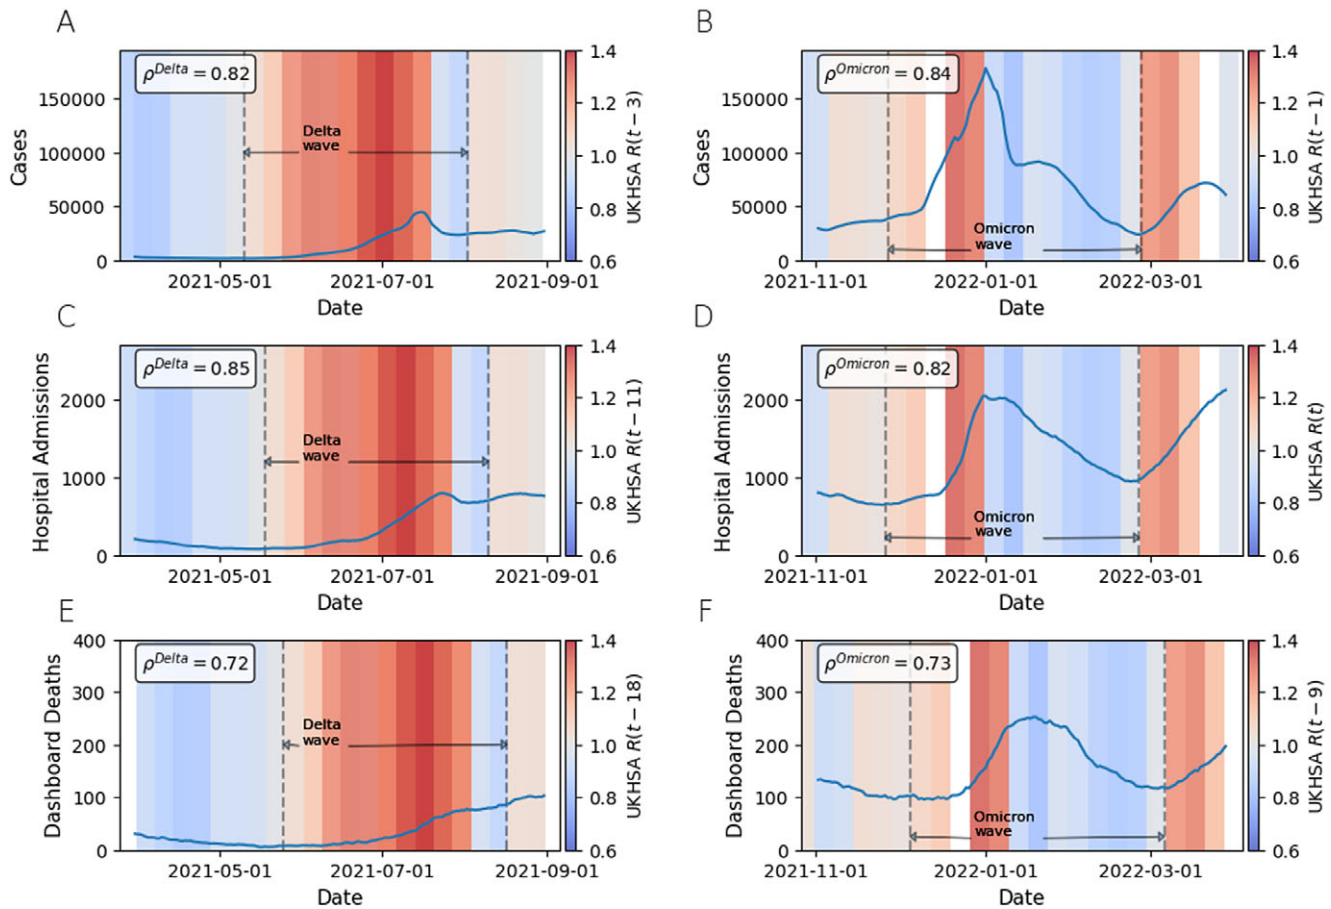 A
ρ^Delta = 0.82
Delta
wave
Cases
150000
100000
50000
0
2021-05-01
2021-07-01
2021-09-01
Date
1.4
1.2
1.0
0.8
0.6
UKHSA R(t − 3)
B
ρ^Omicron = 0.84
Omicron
wave
Cases
150000
100000
50000
0
2021-11-01
2022-01-01
2022-03-01
Date
1.4
1.2
1.0
0.8
0.6
UKHSA R(t − 1)
C
ρ^Delta = 0.85
Delta
wave
Hospital Admissions
2000
1000
0
2021-05-01
2021-07-01
2021-09-01
Date
1.4
1.2
1.0
0.8
0.6
UKHSA R(t − 11)
D
ρ^Omicron = 0.82
Omicron
wave
Hospital Admissions
2000
1000
0
2021-11-01
2022-01-01
2022-03-01
Date
1.4
1.2
1.0
0.8
0.6
UKHSA R(t)
E
ρ^Delta = 0.72
Delta
wave
Dashboard Deaths
400
300
200
100
0
2021-05-01
2021-07-01
2021-09-01
Date
1.4
1.2
1.0
0.8
0.6
UKHSA R(t − 18)
F
ρ^Omicron = 0.73
Omicron
wave
Dashboard Deaths
400
300
200
100
0
2021-11-01
2022-01-01
2022-03-01
Date
1.4
1.2
1.0
0.8
0.6
UKHSA R(t − 9)